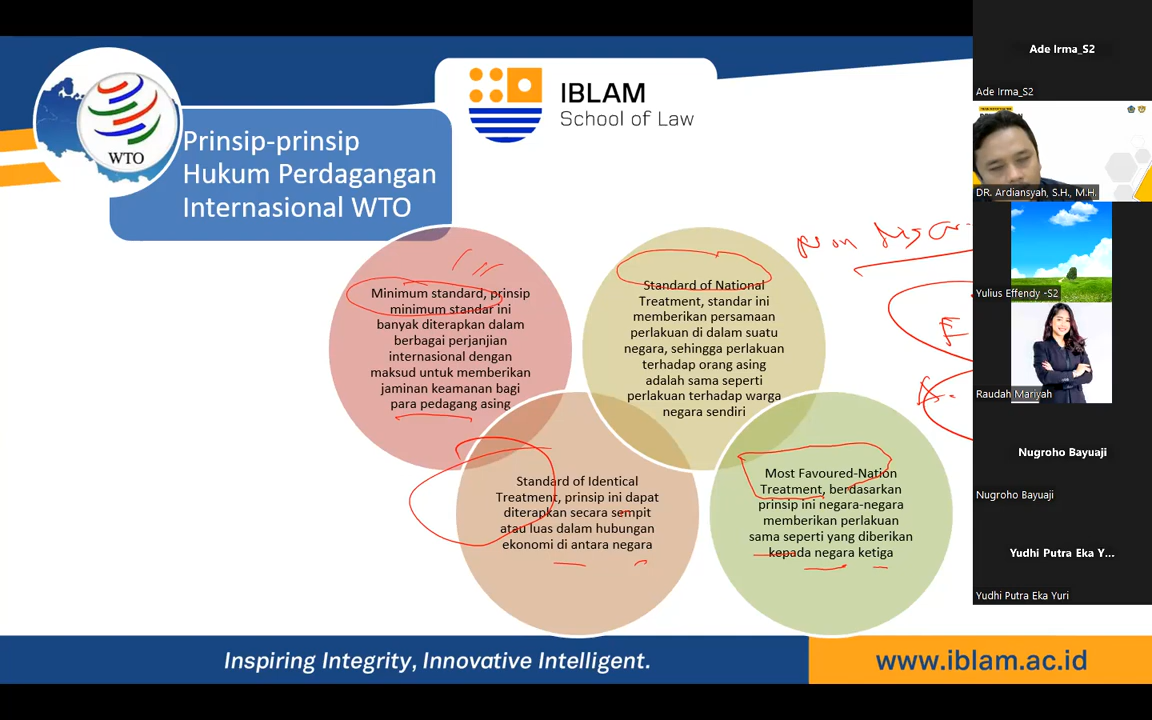 WTO
Prinsip-prinsip
Hukum Perdagangan
Internasional WTO
IBLAM
School of Law
Minimum standard, prinsip
minimum standar ini
banyak diterapkan dalam
berbagai perjanjian
internasional dengan
maksud untuk memberikan
jaminan keamanan bagi
para pedagang asing
Standard of National
Treatment, standar ini
memberikan persamaan
perlakuan di dalam suatu
negara, sehingga perlakuan
terhadap orang asing
adalah sama seperti
perlakuan terhadap warga
negara sendiri
Standard of Identical
Treatment, prinsip ini dapat
diterapkan secara sempit
atau luas dalam hubungan
ekonomi di antara negara
Most Favoured-Nation
Treatment, berdasarkan
prinsip ini negara-negara
memberikan perlakuan
sama seperti yang diberikan
kepada negara ketiga
Inspiring Integrity, Innovative Intelligent.
www.iblam.ac.id
Ade Irma_S2
Ade Irma_S2
DR. Ardiansyah, S.H., M.H.
Yulius Effendy -S2
Raudah Mariyah
Nugroho Bayuaji
Nugroho Bayuaji
Yudhi Putra Eka Y...
Yudhi Putra Eka Yuri